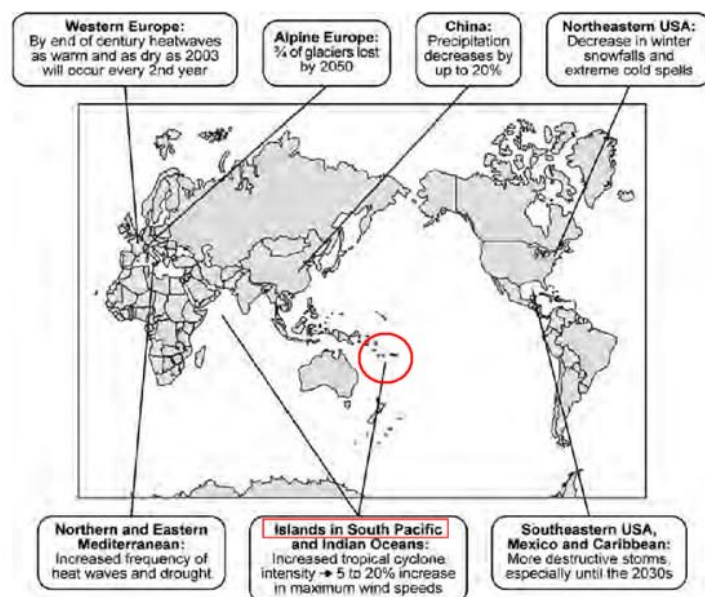 Western Europe:
By end of century heatwaves
as warm and as dry as 2003
will occur every 2nd year
Alpine Europe:
¾ of glaciers lost
by 2050
China:
Precipitation
decreases by
up to 20%
Northeastern USA:
Decrease in winter
snowfalls and
extreme cold spells
Northern and Eastern
Mediterranean:
Increased frequency of
heat waves and drought
Islands in South Pacific
and Indian Oceans:
Increased tropical cyclone
intensity ➔ 5 to 20% increase
in maximum wind speeds
Southeastern USA,
Mexico and Caribbean:
More destructive storms,
especially until the 2030s